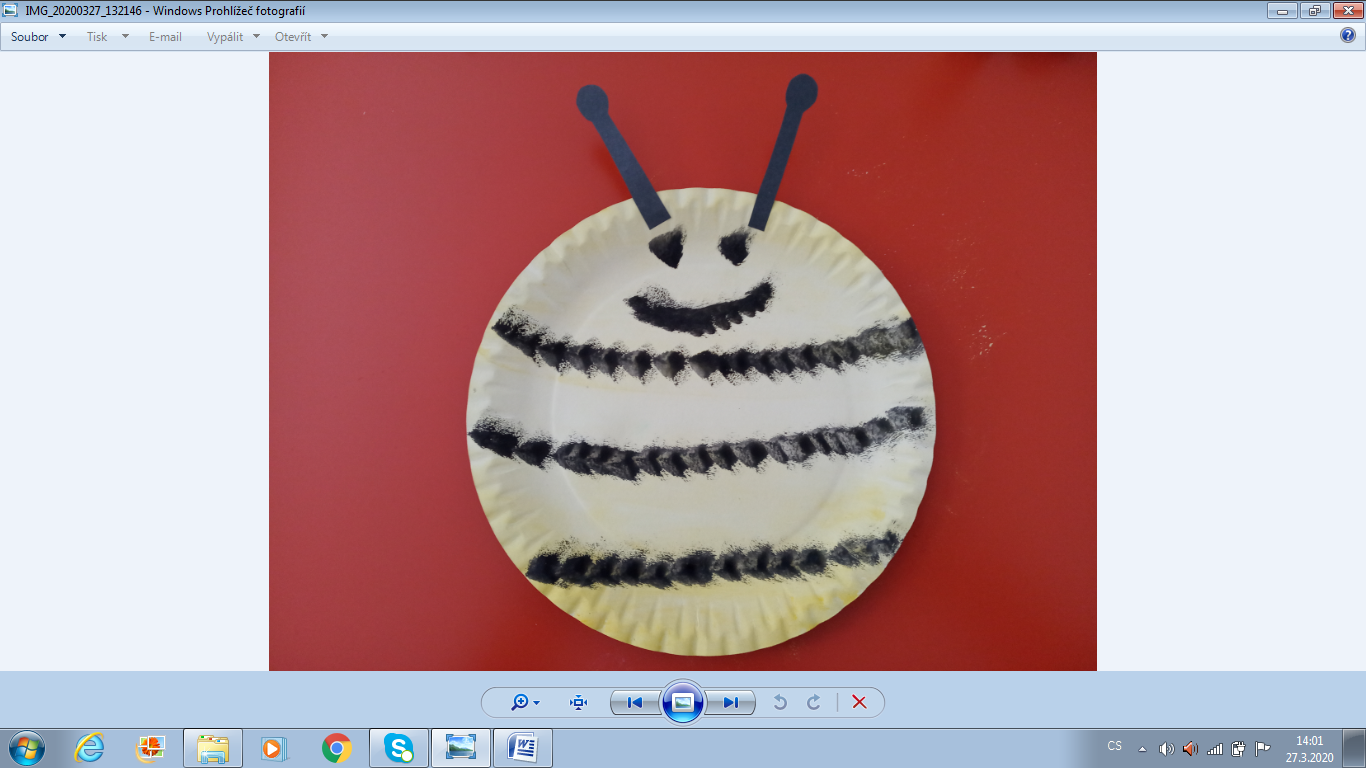 IMG_20200327_132146 - Windows Prohlížeč fotografií
Soubor Tisk E-mail Vypálit Otevřít
CS
14:01
27.3.2020